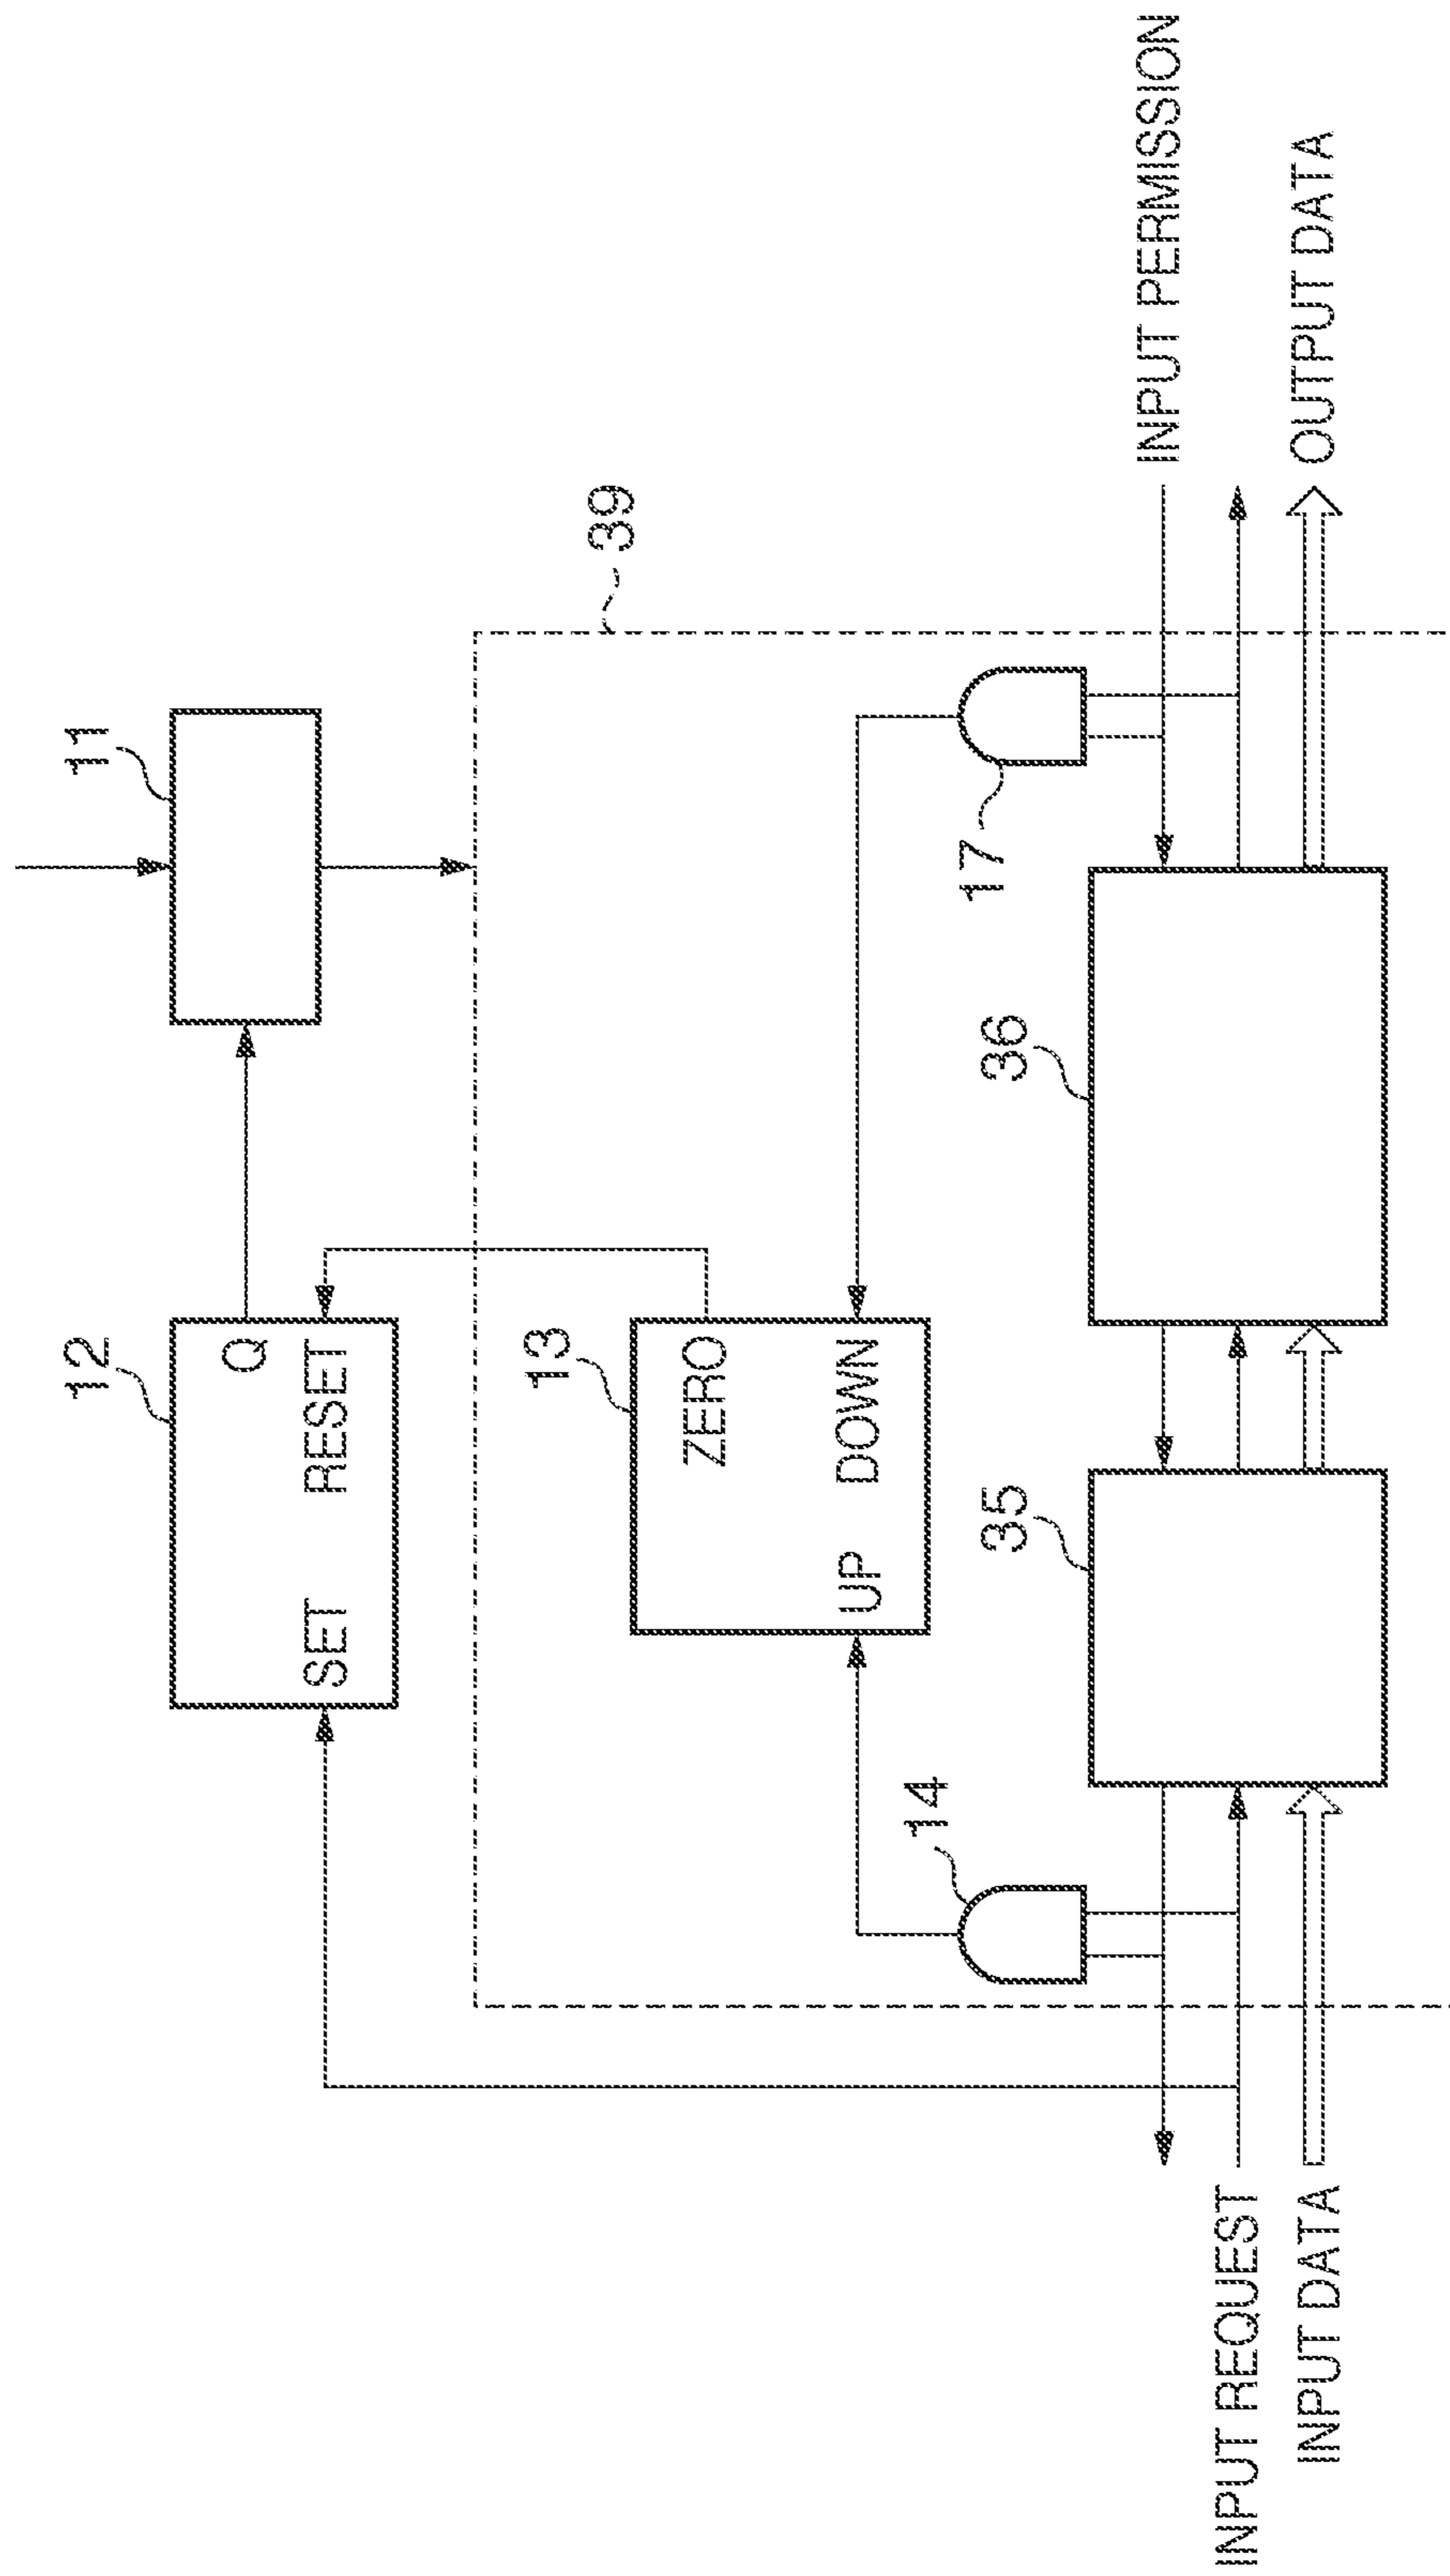 11
12
Q
SET RESET
39
13
ZERO
UP DOWN
14
17
35
36
INPUT PERMISSION
INPUT REQUEST
OUTPUT DATA
INPUT DATA